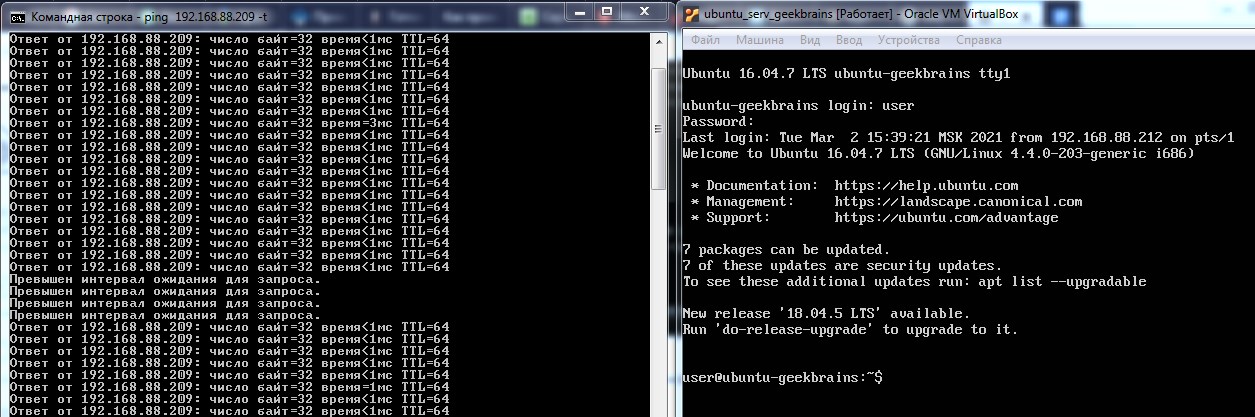 Командная строка - ping 192.168.88.209 -t
Ответ от 192.168.88.209: число байт=32 время<1мс TTL=64
Ответ от 192.168.88.209: число байт=32 время<1мс TTL=64
Ответ от 192.168.88.209: число байт=32 время<1мс TTL=64
Ответ от 192.168.88.209: число байт=32 время<1мс TTL=64
Ответ от 192.168.88.209: число байт=32 время<1мс TTL=64
Ответ от 192.168.88.209: число байт=32 время<1мс TTL=64
Ответ от 192.168.88.209: число байт=32 время<1мс TTL=64
Ответ от 192.168.88.209: число байт=32 время=3мс TTL=64
Ответ от 192.168.88.209: число байт=32 время<1мс TTL=64
Ответ от 192.168.88.209: число байт=32 время<1мс TTL=64
Ответ от 192.168.88.209: число байт=32 время<1мс TTL=64
Ответ от 192.168.88.209: число байт=32 время<1мс TTL=64
Ответ от 192.168.88.209: число байт=32 время<1мс TTL=64
Ответ от 192.168.88.209: число байт=32 время<1мс TTL=64
Ответ от 192.168.88.209: число байт=32 время<1мс TTL=64
Ответ от 192.168.88.209: число байт=32 время<1мс TTL=64
Ответ от 192.168.88.209: число байт=32 время<1мс TTL=64
Ответ от 192.168.88.209: число байт=32 время<1мс TTL=64
Ответ от 192.168.88.209: число байт=32 время<1мс TTL=64
Ответ от 192.168.88.209: число байт=32 время<1мс TTL=64
Превышен интервал ожидания для запроса.
Превышен интервал ожидания для запроса.
Превышен интервал ожидания для запроса.
Превышен интервал ожидания для запроса.
Ответ от 192.168.88.209: число байт=32 время<1мс TTL=64
Ответ от 192.168.88.209: число байт=32 время<1мс TTL=64
Ответ от 192.168.88.209: число байт=32 время<1мс TTL=64
Ответ от 192.168.88.209: число байт=32 время<1мс TTL=64
Ответ от 192.168.88.209: число байт=32 время<1мс TTL=64
Ответ от 192.168.88.209: число байт=32 время=1мс TTL=64
Ответ от 192.168.88.209: число байт=32 время<1мс TTL=64
Ответ от 192.168.88.209: число байт=32 время<1мс TTL=64
ubuntu_serv_geekbrains [Работает] - Oracle VM VirtualBox
Файл Машина Вид Ввод Устройства Справка
Ubuntu 16.04.7 LTS ubuntu-geekbrains tty1
ubuntu-geekbrains login: user
Password:
Last login: Tue Mar  2 15:39:21 MSK 2021 from 192.168.88.212 on pts/1
Welcome to Ubuntu 16.04.7 LTS (GNU/Linux 4.4.0-203-generic i686)
* Documentation:  https://help.ubuntu.com
* Management:     https://landscape.canonical.com
* Support:        https://ubuntu.com/advantage
7 packages can be updated.
7 of these updates are security updates.
To see these additional updates run: apt list --upgradable
New release '18.04.5 LTS' available.
Run 'do-release-upgrade' to upgrade to it.
user@ubuntu-geekbrains:~$